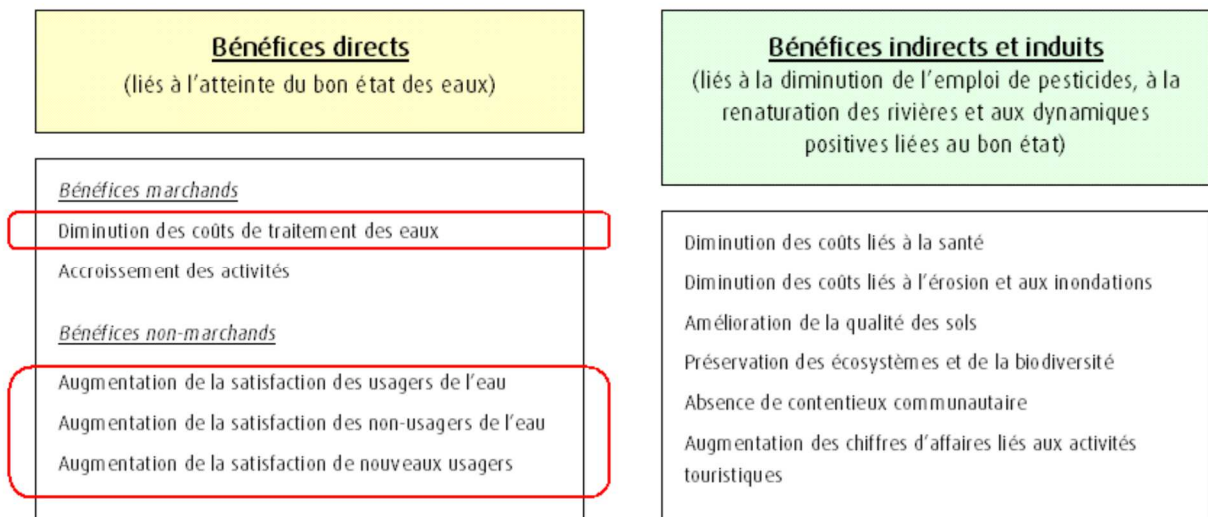 Bénéfices directs
(liés à l'atteinte du bon état des eaux)
Bénéfices marchands
Diminution des coûts de traitement des eaux
Accroissement des activités
Bénéfices non-marchands
Augmentation de la satisfaction des usagers de l'eau
Augmentation de la satisfaction des non-usagers de l'eau
Augmentation de la satisfaction de nouveaux usagers
Bénéfices indirects et induits
(liés à la diminution de l'emploi de pesticides, à la
renaturation des rivières et aux dynamiques
positives liées au bon état)
Diminution des coûts liés à la santé
Diminution des coûts liés à l'érosion et aux inondations
Amélioration de la qualité des sols
Préservation des écosystèmes et de la biodiversité
Absence de contentieux communautaire
Augmentation des chiffres d'affaires liés aux activités
touristiques